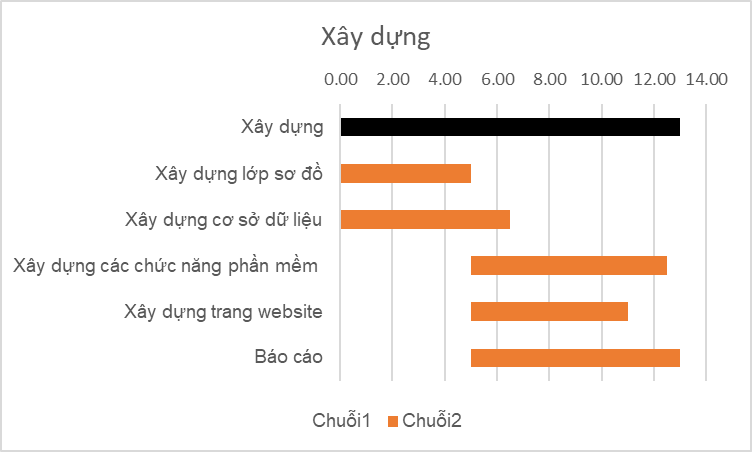 Xây dựng
0.00 2.00 4.00 6.00 8.00 10.00 12.00 14.00
Xây dựng
Xây dựng lớp sơ đồ
Xây dựng cơ sở dữ liệu
Xây dựng các chức năng phần mềm
Xây dựng trang website
Báo cáo
Chuỗi1 Chuỗi2